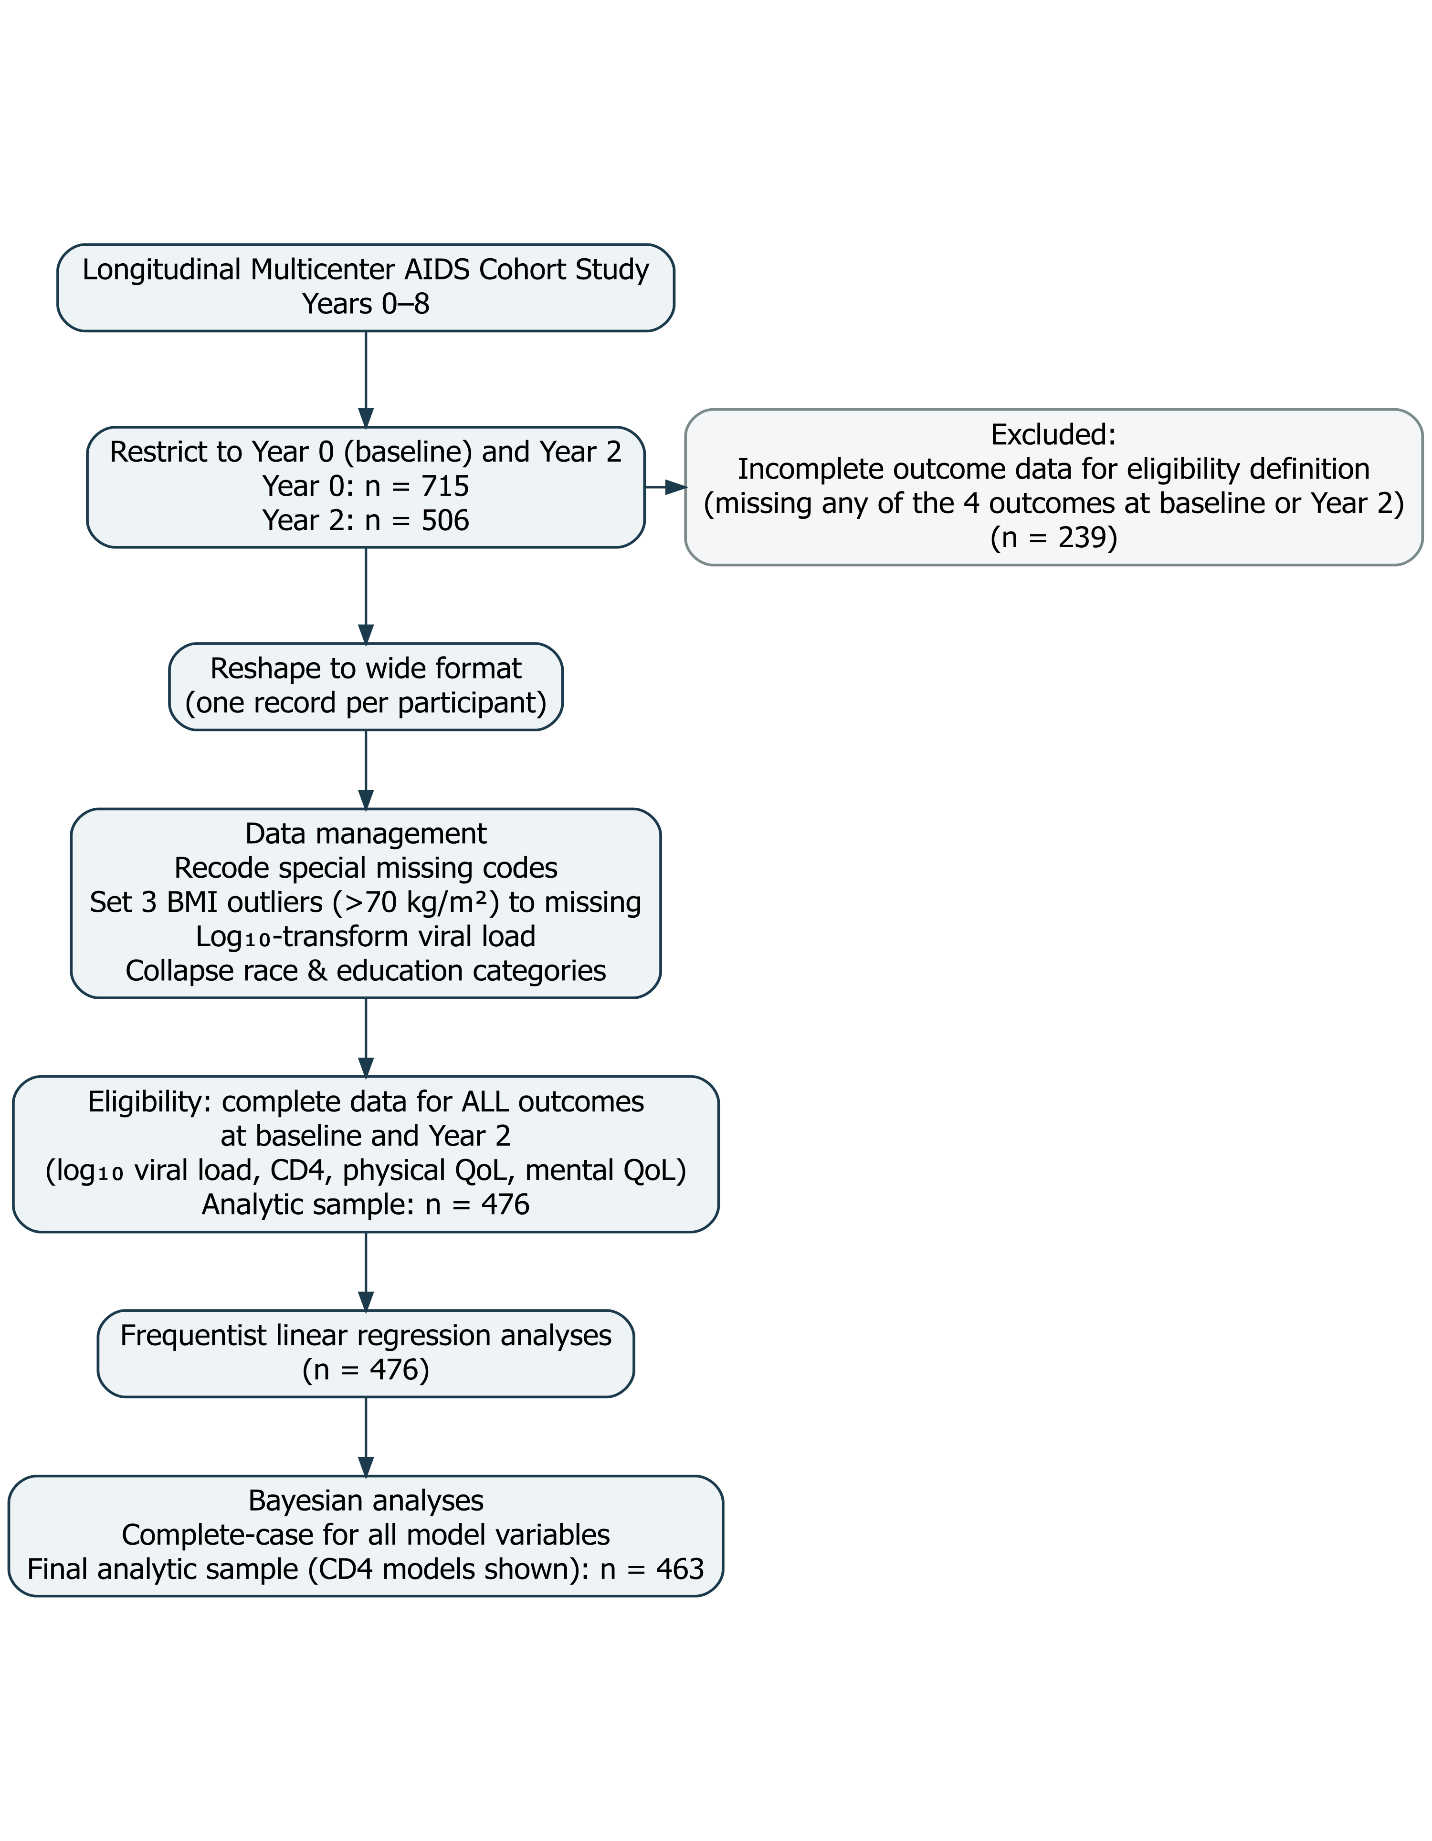 Longitudinal Multicenter AIDS Cohort Study
Years 0–8
Restrict to Year 0 (baseline) and Year 2
Year 0: n = 715
Year 2: n = 506
Excluded:
Incomplete outcome data for eligibility definition
(missing any of the 4 outcomes at baseline or Year 2)
(n = 239)
Reshape to wide format
(one record per participant)
Data management
Recode special missing codes
Set 3 BMI outliers (>70 kg/m²) to missing
Log₁₀-transform viral load
Collapse race & education categories
Eligibility: complete data for ALL outcomes
at baseline and Year 2
(log₁₀ viral load, CD4, physical QoL, mental QoL)
Analytic sample: n = 476
Frequentist linear regression analyses
(n = 476)
Bayesian analyses
Complete-case for all model variables
Final analytic sample (CD4 models shown): n = 463